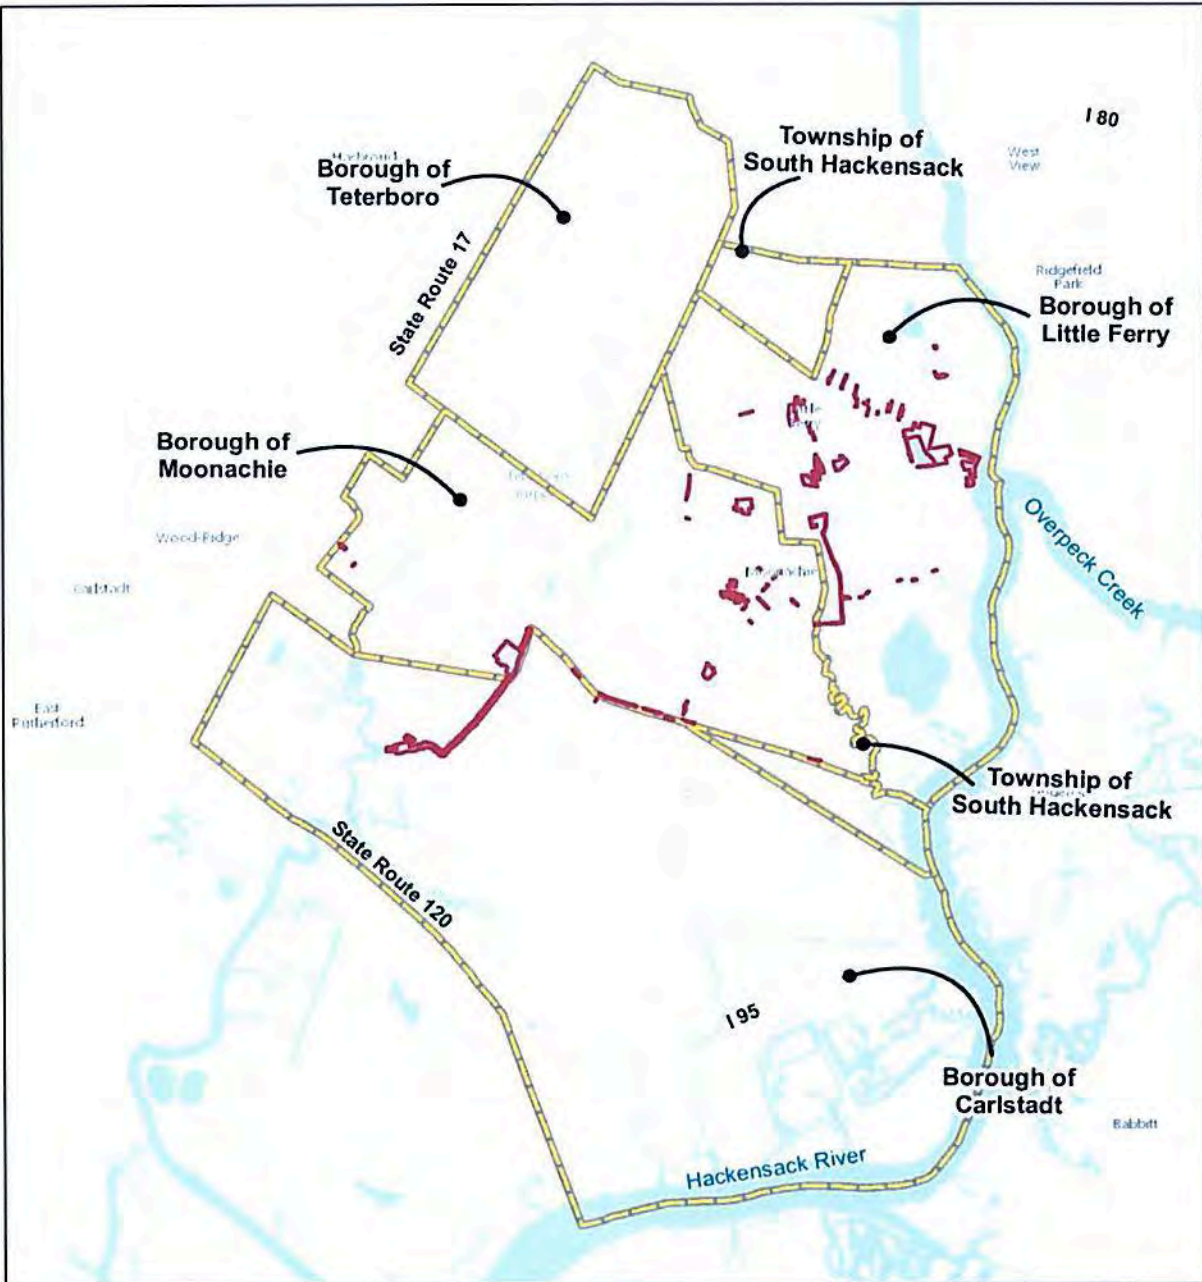 I 80
Township of
South Hackensack
West
View
Borough of
Teterboro
State Route 17
Ridgefield
Park
Borough of
Little Ferry
Borough of
Moonachie
Wood-Ridge
Overpeck Creek
Carlstadt
Moonachie
East
Rutherford
Township of
South Hackensack
State Route 120
I 95
Borough of
Carlstadt
Babbitt
Hackensack River